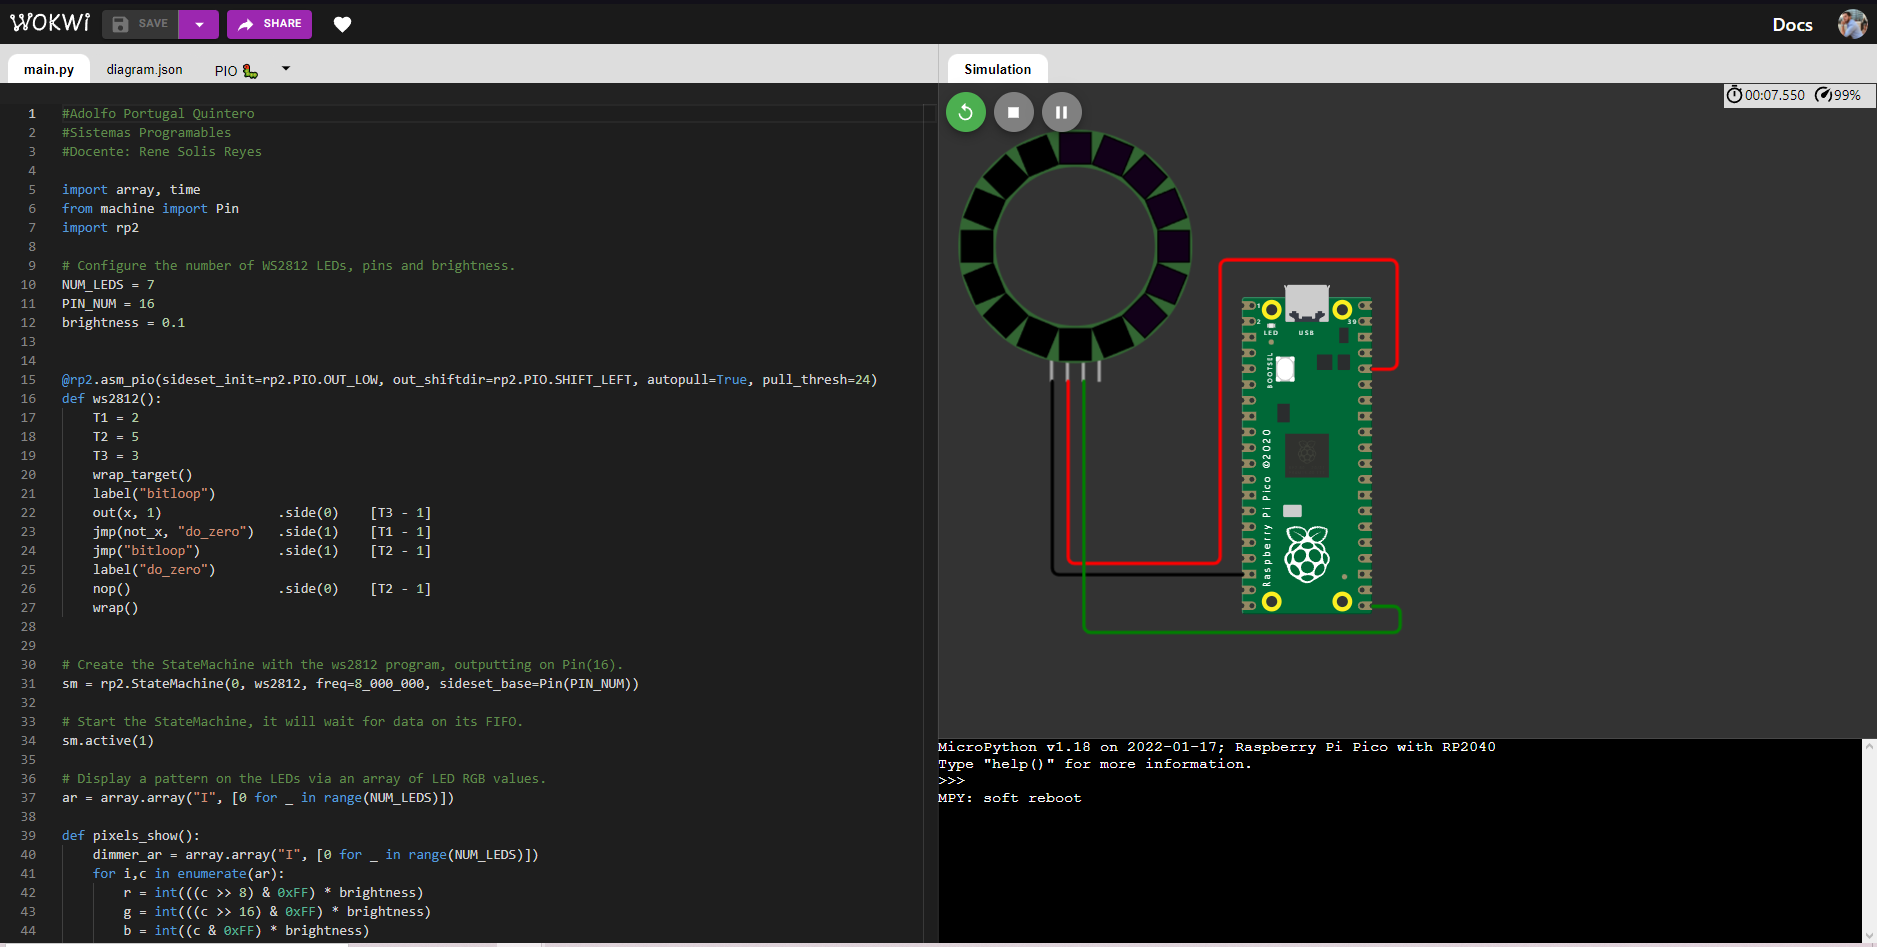 WOKWi
SAVE
SHARE
Docs
main.py
diagram.json
PIO
Simulation
00:07.550
99%
1 #Adolfo Portugal Quintero
2 #Sistemas Programables
3 #Docente: Rene Solis Reyes
4
5 import array, time
6 from machine import Pin
7 import rp2
8
9 # Configure the number of WS2812 LEDs, pins and brightness.
10 NUM_LEDS = 7
11 PIN_NUM = 16
12 brightness = 0.1
13
14
15 @rp2.asm_pio(sideset_init=rp2.PIO.OUT_LOW, out_shiftdir=rp2.PIO.SHIFT_LEFT, autopull=True, pull_thresh=24)
16 def ws2812():
17 T1 = 2
18 T2 = 5
19 T3 = 3
20 wrap_target()
21 label("bitloop")
22 out(x, 1) .side(0) [T3 - 1]
23 jmp(not_x, "do_zero") .side(1) [T1 - 1]
24 jmp("bitloop") .side(1) [T2 - 1]
25 label("do_zero")
26 nop() .side(0) [T2 - 1]
27 wrap()
28
29
30 # Create the StateMachine with the ws2812 program, outputting on Pin(16).
31 sm = rp2.StateMachine(0, ws2812, freq=8_000_000, sideset_base=Pin(PIN_NUM))
32
33 # Start the StateMachine, it will wait for data on its FIFO.
34 sm.active(1)
35
36 # Display a pattern on the LEDs via an array of LED RGB values.
37 ar = array.array("I", [0 for _ in range(NUM_LEDS)])
38
39 def pixels_show():
40 dimmer_ar = array.array("I", [0 for _ in range(NUM_LEDS)])
41 for i,c in enumerate(ar):
42 r = int(((c >> 8) & 0xFF) * brightness)
43 g = int(((c >> 16) & 0xFF) * brightness)
44 b = int((c & 0xFF) * brightness)
1
2
39
LED
USB
BOOTSEL
Raspberry Pi Pico ©2020
MicroPython v1.18 on 2022-01-17; Raspberry Pi Pico with RP2040
Type "help()" for more information.
>>>
MPY: soft reboot